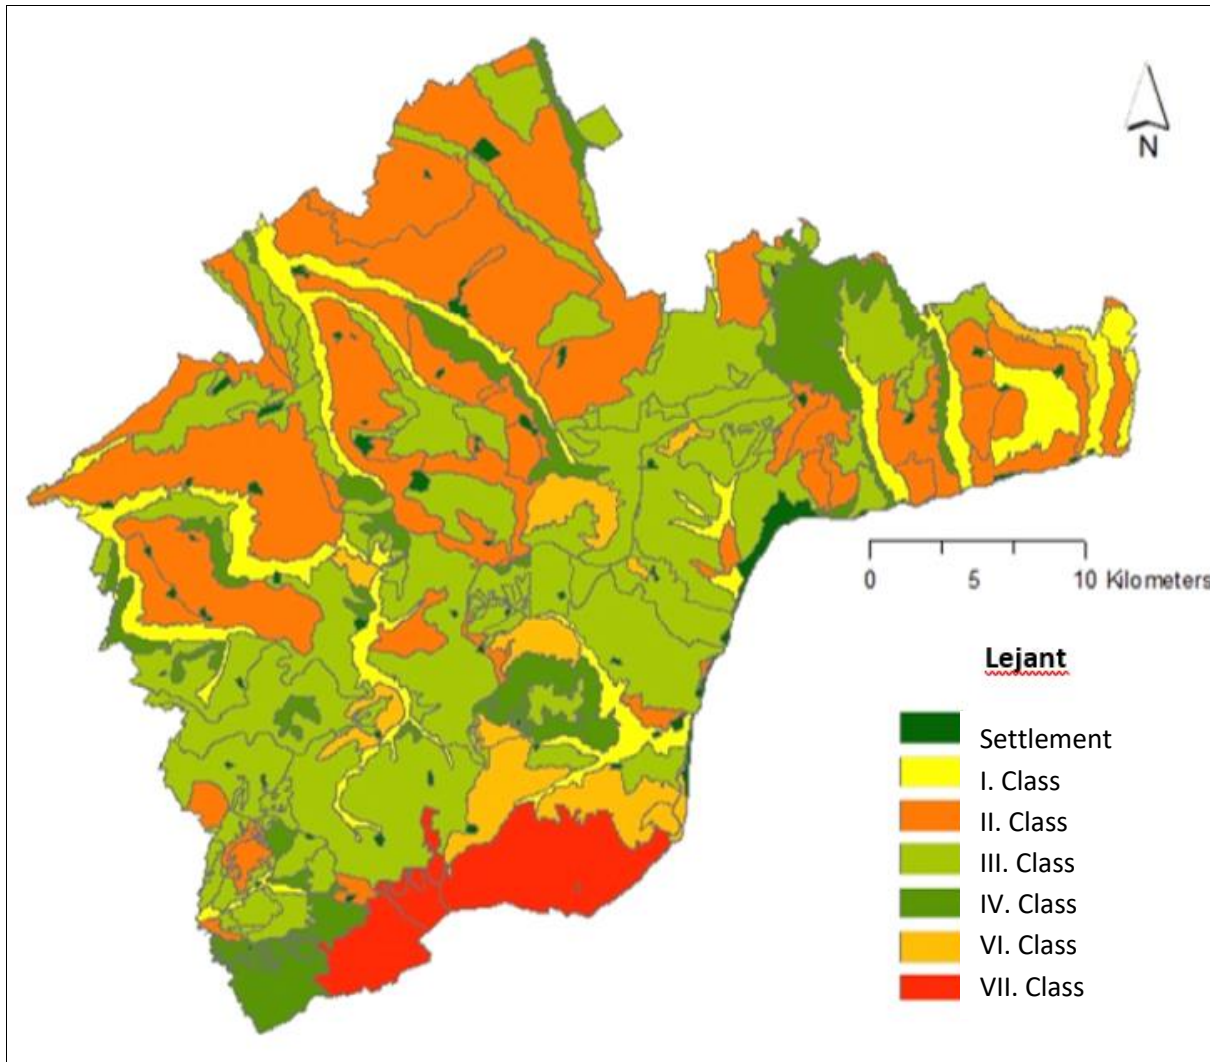 N
0 5 10 Kilometers
Lejant
Settlement
I. Class
II. Class
III. Class
IV. Class
VI. Class
VII. Class